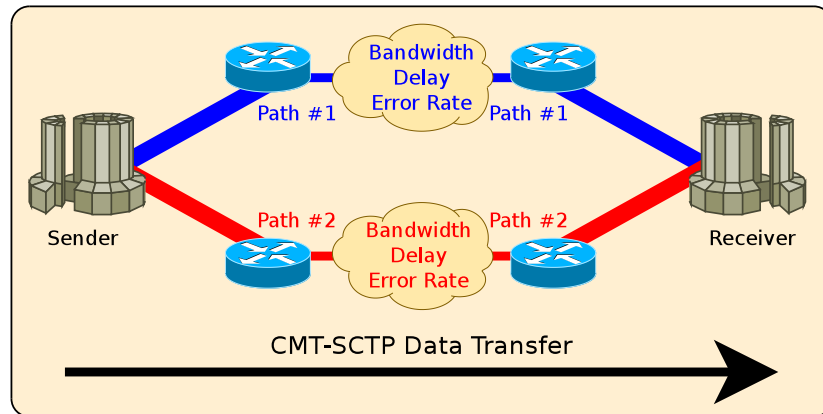 Bandwidth
Delay
Error Rate
Path #1
Path #1
Path #2
Path #2
Bandwidth
Delay
Error Rate
Sender
Receiver
CMT-SCTP Data Transfer